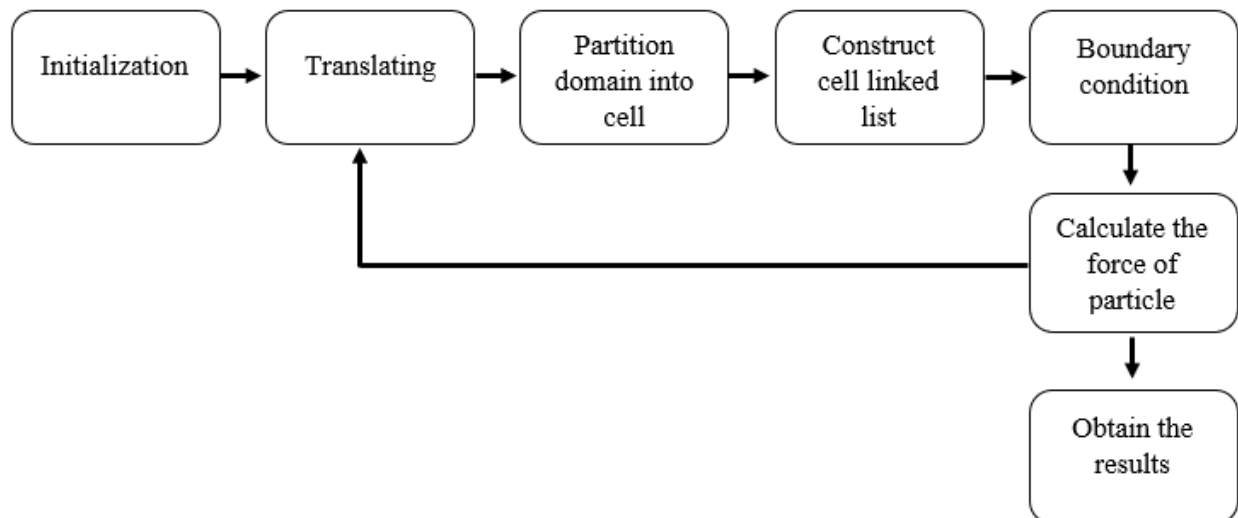 Initialization
Translating
Partition
domain into
cell
Construct
cell linked
list
Boundary
condition
Calculate the
force of
particle
Obtain the
results